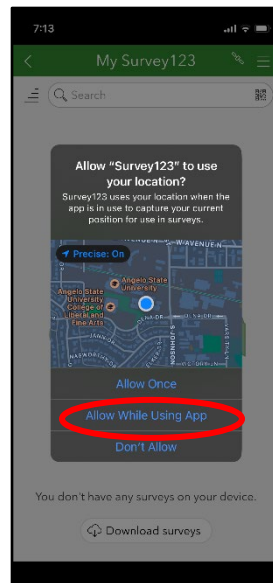 7:13
My Survey123
Search
Allow "Survey123" to use
your location?
Survey123 uses your location when the
app is in use to capture your current
position for use in surveys.
W-AVENUE-N
Precise: On
Angelo State
University
Angelo State
University
College of
Liberal and
Fine Arts
JOHNSON
Allow Once
Allow While Using App
Don't Allow
You don't have any surveys on your device.
Download surveys